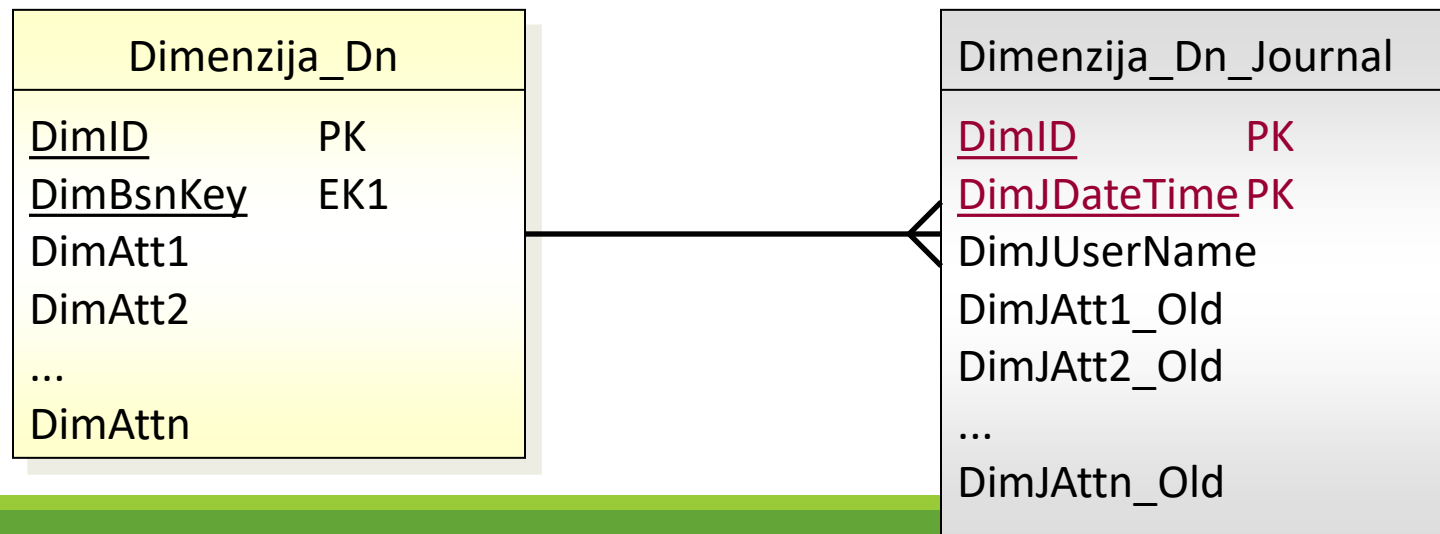 Dimenzija_Dn
DimID PK
DimBsnKey EK1
DimAtt1
DimAtt2
...
DimAttn
Dimenzija_Dn_Journal
DimID PK
DimJDateTime PK
DimJUserName
DimJAtt1_Old
DimJAtt2_Old
...
DimJAttn_Old